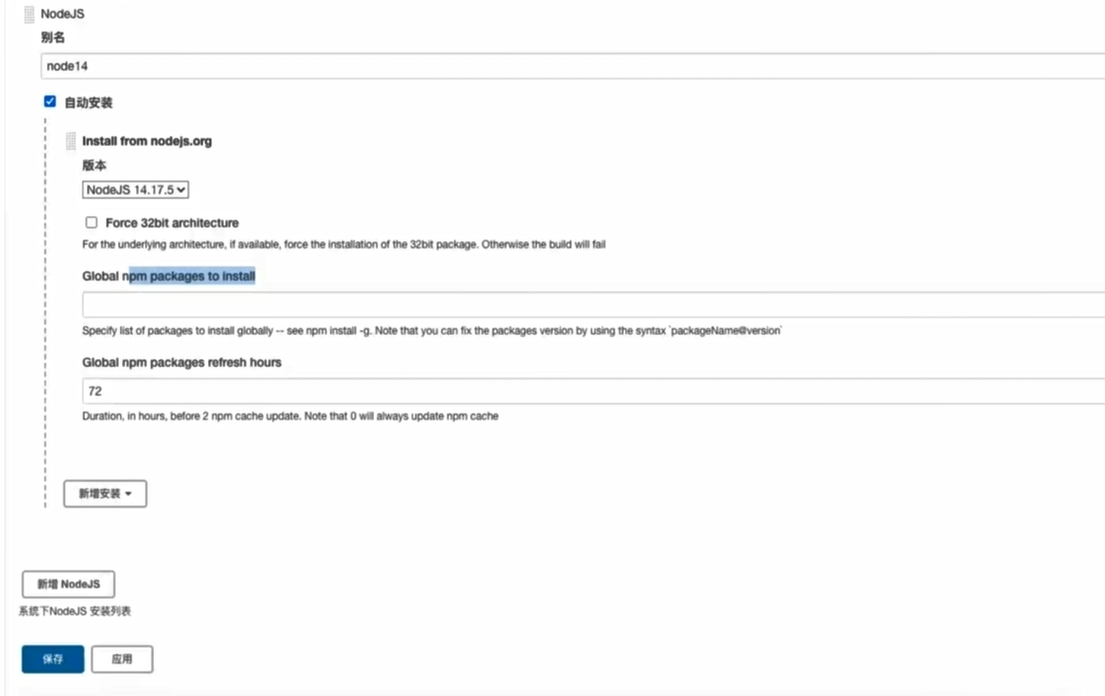 NodeJS
别名
node14
自动安装
Install from nodejs.org
版本
NodeJS 14.17.5
Force 32bit architecture
For the underlying architecture, if available, force the installation of the 32bit package. Otherwise the build will fail
Global npm packages to install
Specify list of packages to install globally -- see npm install -g. Note that you can fix the packages version by using the syntax `packageName@version`
Global npm packages refresh hours
72
Duration, in hours, before 2 npm cache update. Note that 0 will always update npm cache
新增安装
新增 NodeJS
系统下NodeJS 安装列表
保存 应用